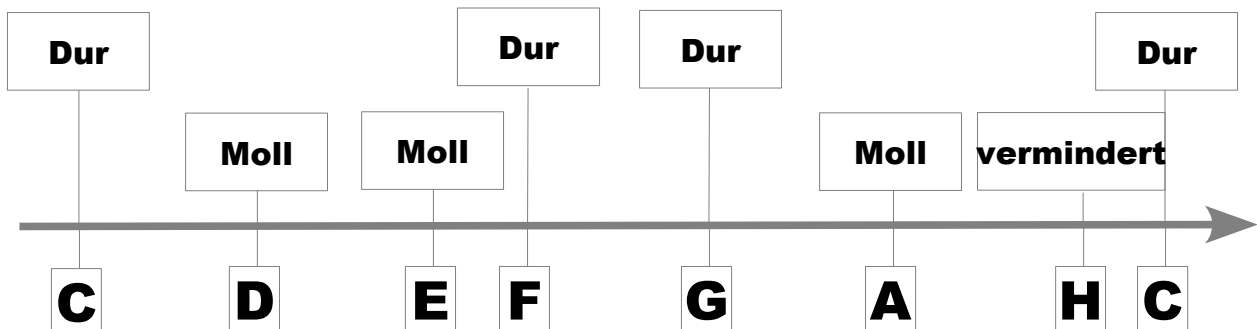 Dur Dur Dur Dur
Moll Moll Moll vermindert
C D E F G A H C